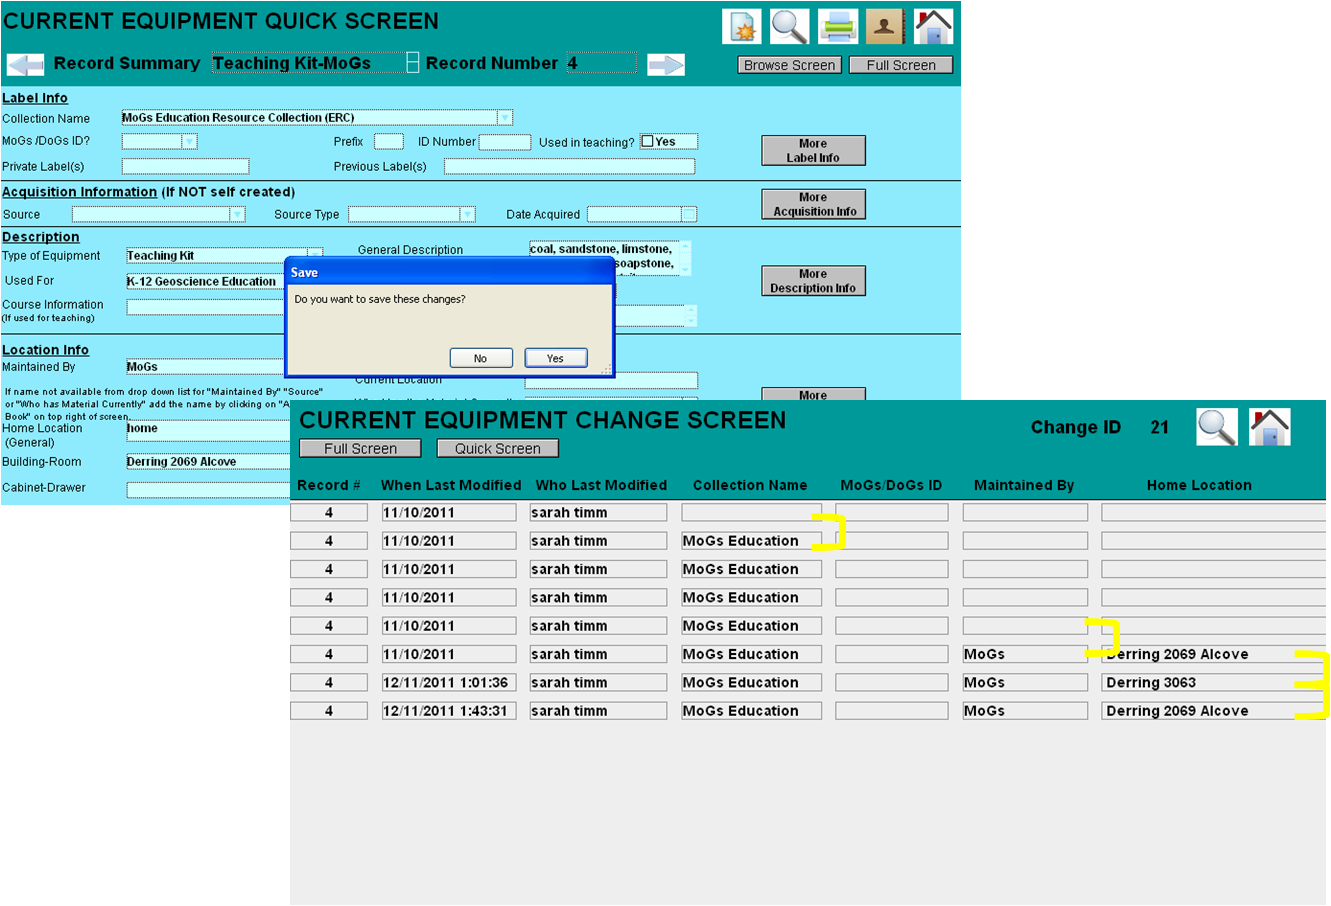 CURRENT EQUIPMENT QUICK SCREEN
Record Summary Teaching Kit-MoGs Record Number 4
Browse Screen Full Screen
Label Info
Collection Name MoGs Education Resource Collection (ERC)
MoGs /DoGs ID? Prefix ID Number Used in teaching? Yes
More
Label Info
Private Label(s) Previous Label(s)
Acquisition Information (If NOT self created)
More
Acquisition Info
Source Source Type Date Acquired
Description
Type of Equipment Teaching Kit General Description coal, sandstone, limstone,
soapstone,
Used For K-12 Geoscience Education
More
Description Info
Course Information
(If used for teaching)
Save
Do you want to save these changes?
No Yes
Location Info
Maintained By MoGs
Current Location
If name not available from drop down list for "Maintained By" "Source"
or "Who has Material Currently" add the name by clicking on "A
Book" on top right of screen.
More
Home Location home
(General)
Building-Room Derring 2069 Alcove
Cabinet-Drawer
CURRENT EQUIPMENT CHANGE SCREEN
Change ID 21
Full Screen Quick Screen
Record # When Last Modified Who Last Modified Collection Name MoGs/DoGs ID Maintained By Home Location
4 11/10/2011 sarah timm
4 11/10/2011 sarah timm MoGs Education
4 11/10/2011 sarah timm MoGs Education
4 11/10/2011 sarah timm MoGs Education
4 11/10/2011 sarah timm MoGs Education
4 11/10/2011 sarah timm MoGs Education MoGs Derring 2069 Alcove
4 12/11/2011 1:01:36 sarah timm MoGs Education MoGs Derring 3063
4 12/11/2011 1:43:31 sarah timm MoGs Education MoGs Derring 2069 Alcove